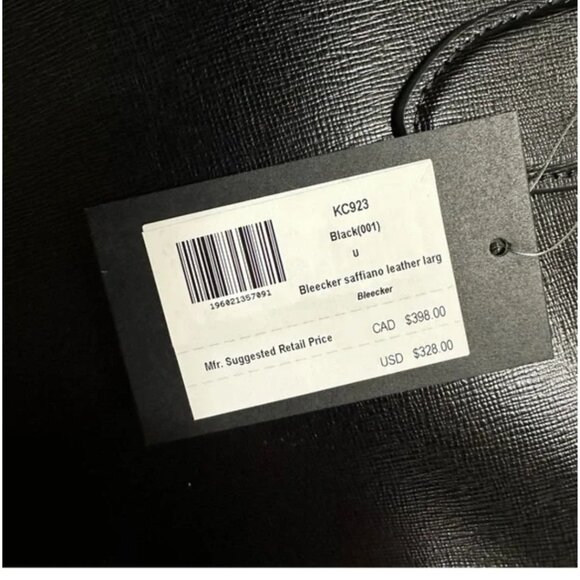 KC923
Black(001)
U
196021357091
Bleecker saffiano leather larg
Bleecker
Mfr. Suggested Retail Price
CAD $398.00
USD $328.00